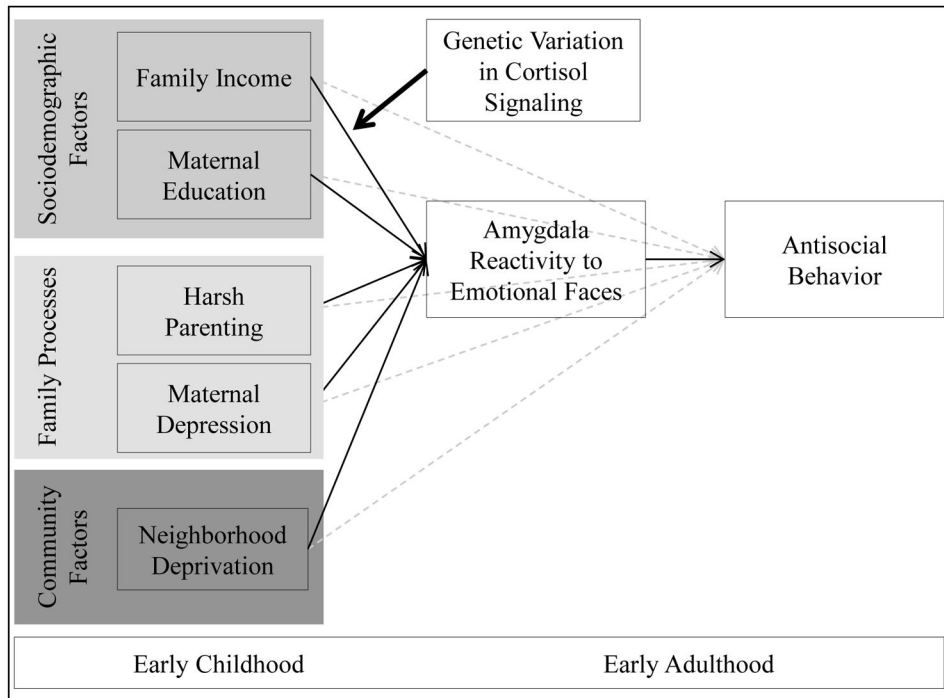 Sociodemographic
Factors
Family Income
Maternal
Education
Family Processes
Harsh
Parenting
Maternal
Depression
Community
Factors
Neighborhood
Deprivation
Genetic Variation
in Cortisol
Signaling
Amygdala
Reactivity to
Emotional Faces
Antisocial
Behavior
Early Childhood
Early Adulthood